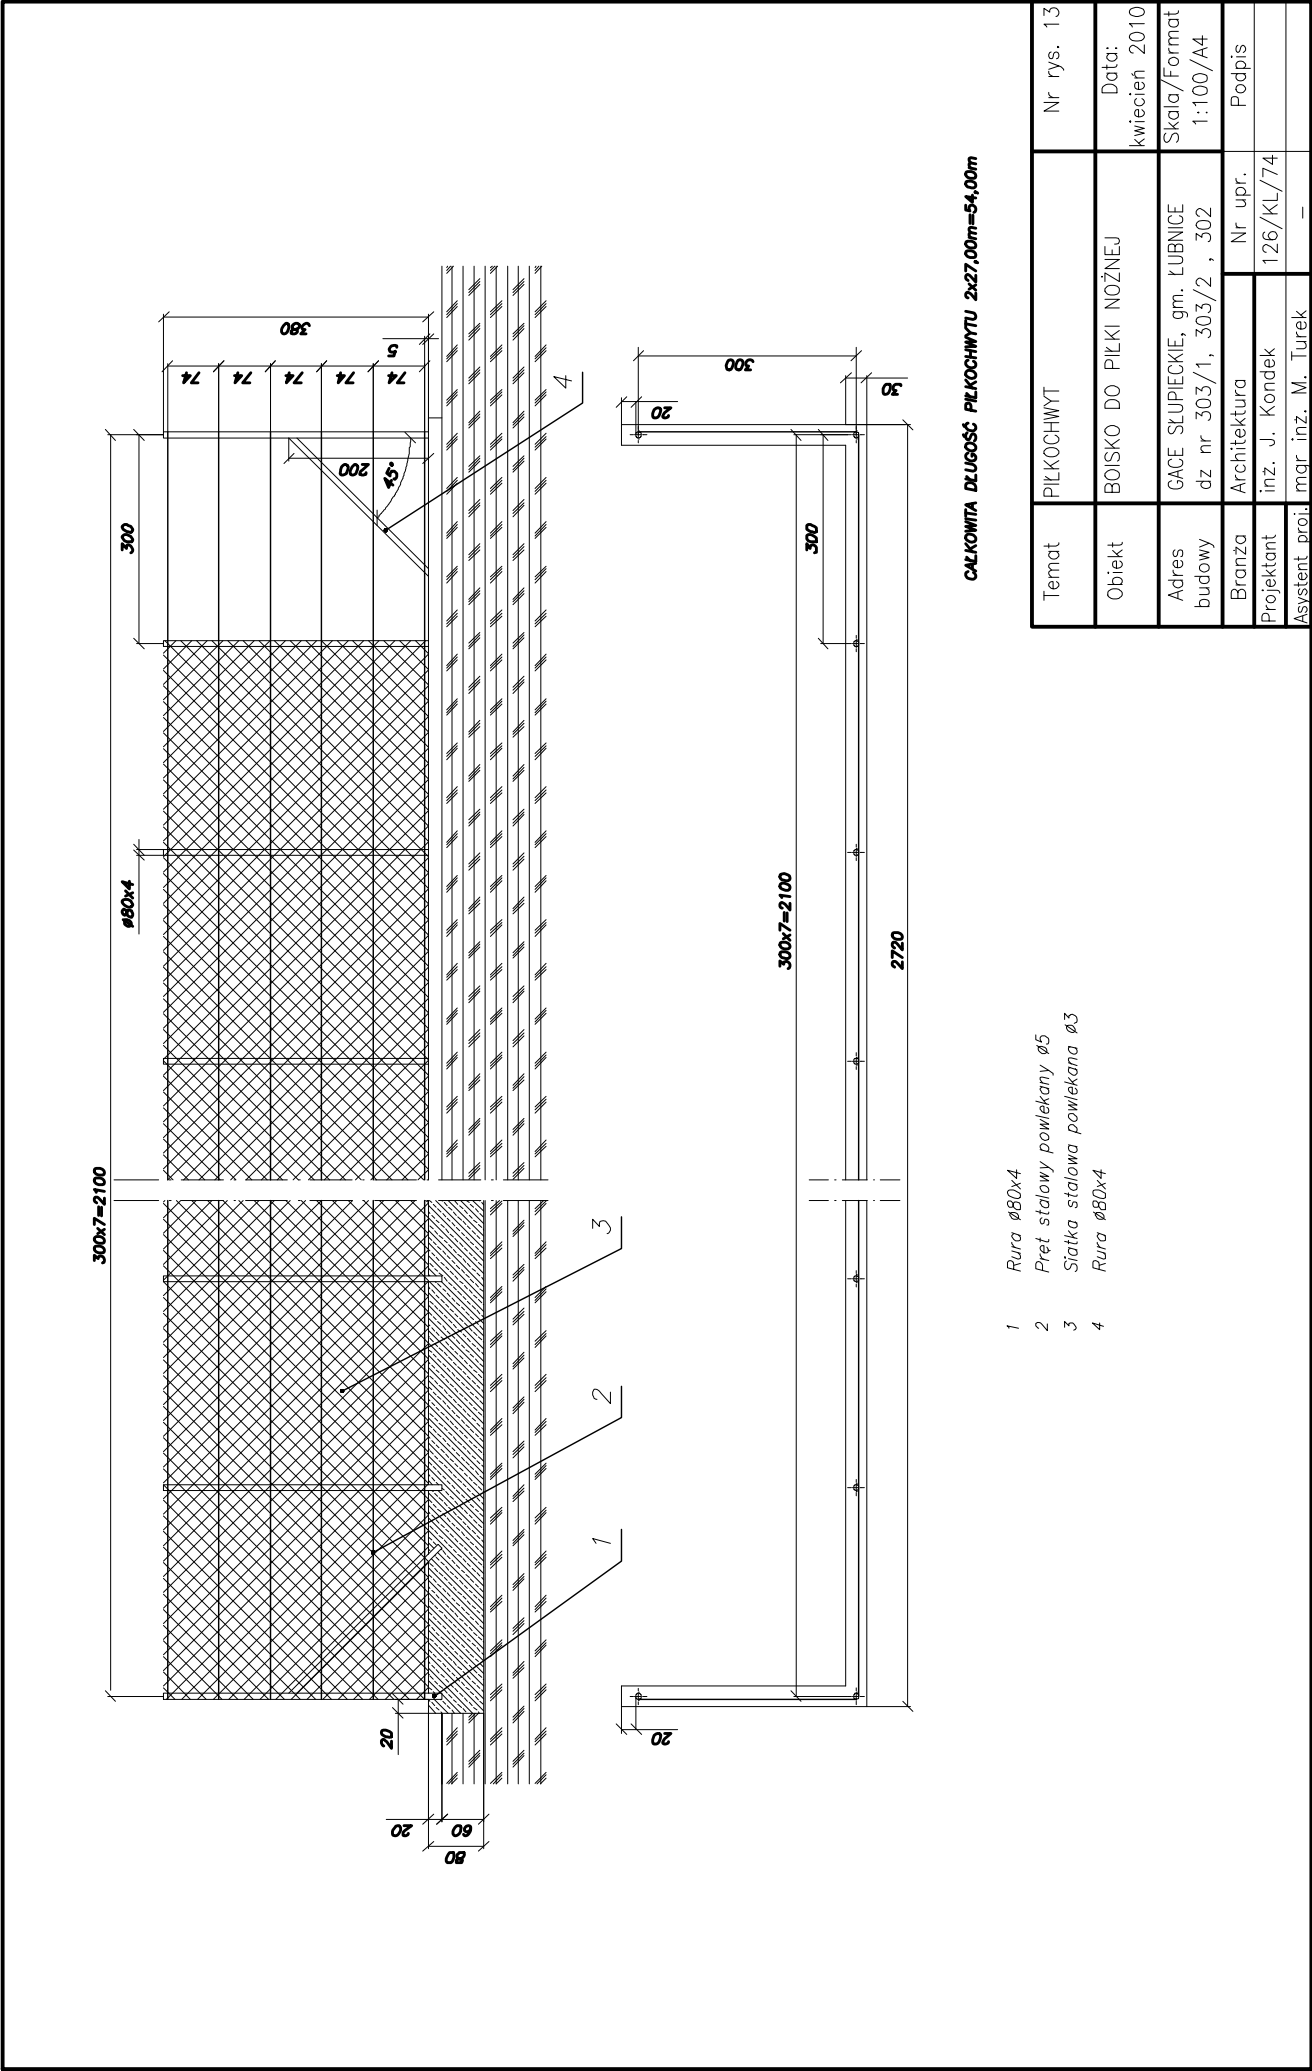 300x7=2100
300
ø80x4
74
74
74
74
74
380
5
200
45°
4
3
2
1
20
20
60
80
20
300
30
300
300x7=2100
2720
20
CAŁKOWITA DŁUGOŚĆ PIŁKOCHWYTU 2x27,00m=54,00m
1 Rura ø80x4
2 Pręt stalowy powlekany ø5
3 Siatka stalowa powlekana ø3
4 Rura ø80x4
Temat PIŁKOCHWYT Nr rys. 13
Obiekt BOISKO DO PIŁKI NOŻNEJ Data:
kwiecień 2010
Adres GACE SŁUPIECKIE, gm. ŁUBNICE Skala/Format
budowy dz nr 303/1, 303/2 , 302 1:100/A4
Branża Architektura Nr upr. Podpis
Projektant inż. J. Kondek 126/KL/74
Asystent proj. mgr inż. M. Turek –